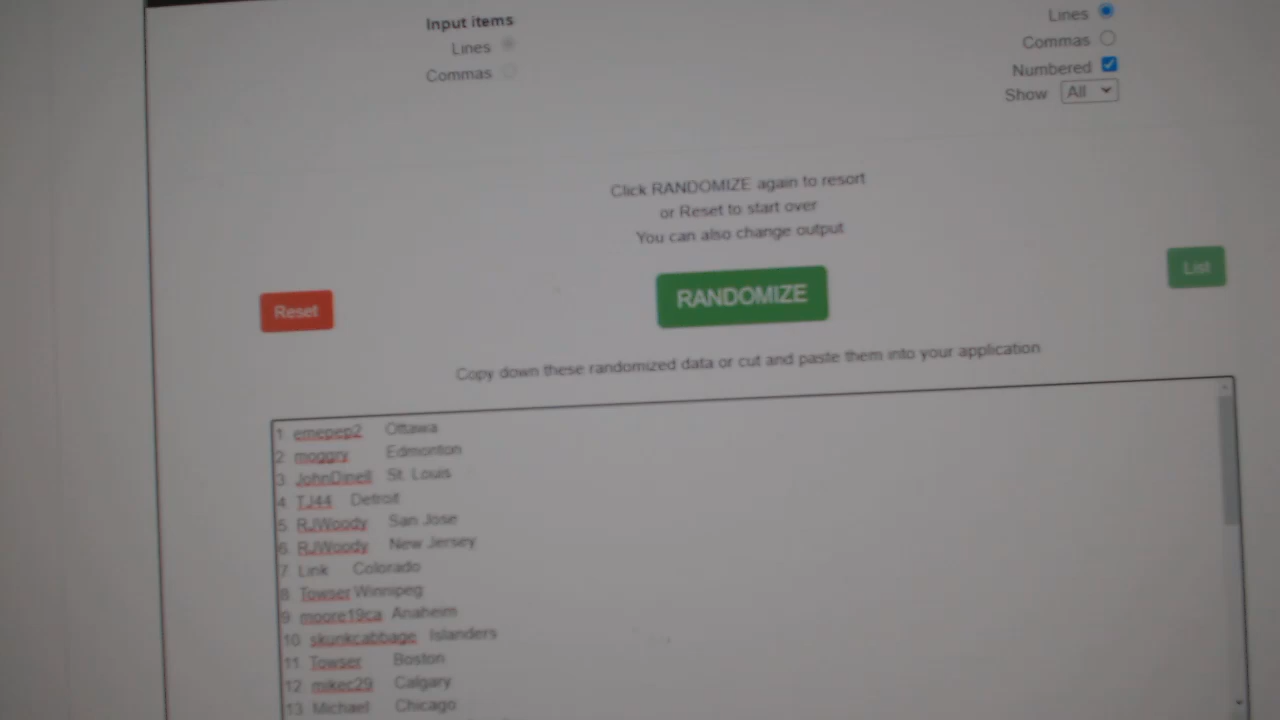 Input items
Lines
Commas
Lines
Commas
Numbered
Show All
Click RANDOMIZE again to resort
or Reset to start over
You can also change output
Reset
RANDOMIZE
List
Copy down these randomized data or cut and paste them into your application
1 emepep2 Ottawa
2 moggry Edmonton
3 JohnDinell St. Louis
4 TJ44 Detroit
5 RJWoody San Jose
6 RJWoody New Jersey
7 Link Colorado
8 Towser Winnipeg
9 moore19ca Anaheim
10 skunkcabbage Islanders
11 Towser Boston
12 mikec29 Calgary
13 Michael Chicago